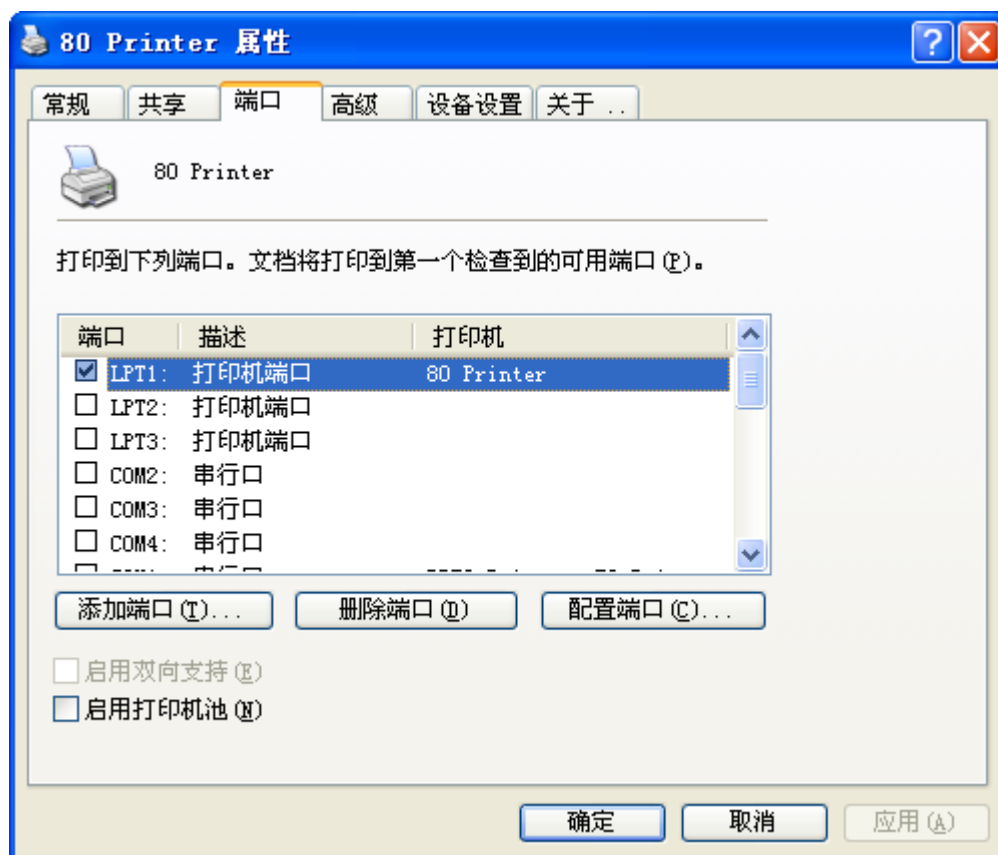 80 Printer 属性
常规 共享 端口 高级 设备设置 关于 ..
80 Printer
打印到下列端口。文档将打印到第一个检查到的可用端口(P)。
端口 描述 打印机
LPT1: 打印机端口 80 Printer
LPT2: 打印机端口
LPT3: 打印机端口
COM2: 串行口
COM3: 串行口
COM4: 串行口
添加端口(T)... 删除端口(D) 配置端口(C)...
启用双向支持(E)
启用打印机池(N)
确定 取消 应用(A)